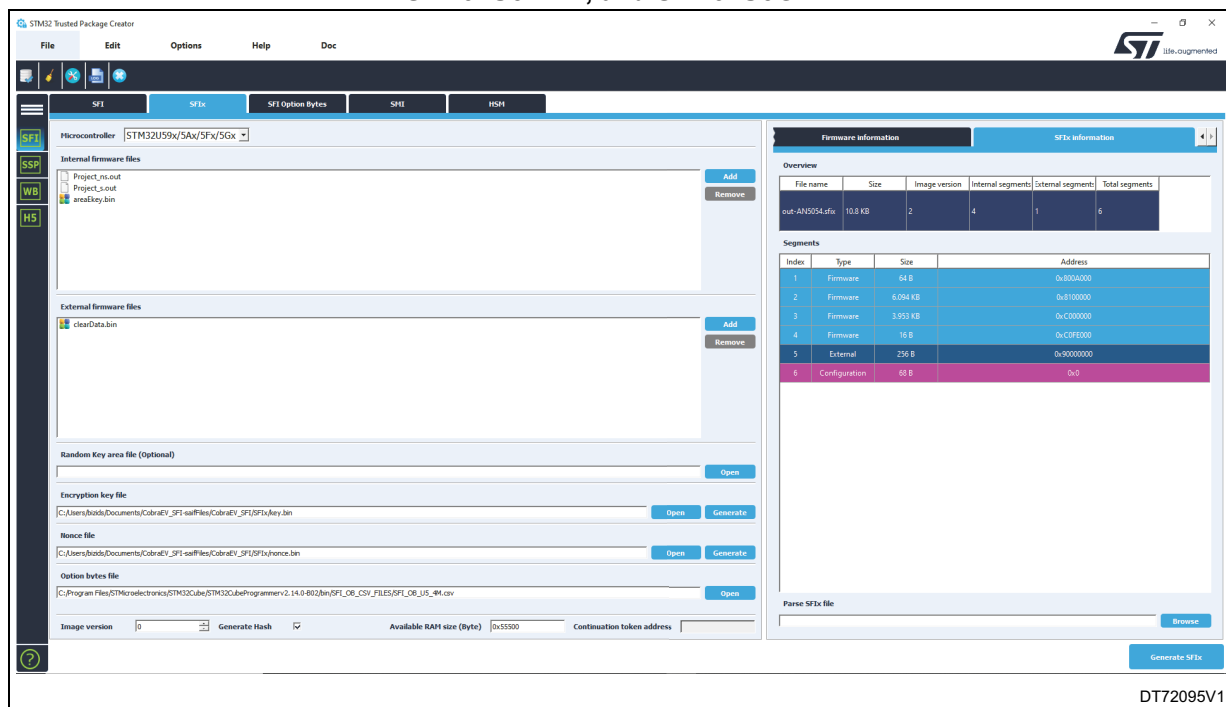 STM32 Trusted Package Creator
File Edit Options Help Doc
life.augmented
SFI SFIx SFI Option Bytes SMI HSM
SFI
SSP
WB
H5
Microcontroller STM32U59x/5Ax/5Fx/5Gx
Internal firmware files
Project_ns.out
Project_s.out
areaEkey.bin
Add
Remove
External firmware files
clearData.bin
Add
Remove
Random Key area file (Optional)
Open
Encryption key file
C:/Users/bizids/Documents/CobraEV_SFI-saifFiles/CobraEV_SFI/SFIx/key.bin Open Generate
Nonce file
C:/Users/bizids/Documents/CobraEV_SFI-saifFiles/CobraEV_SFI/SFIx/nonce.bin Open Generate
Option bytes file
C:/Program Files/STMicroelectronics/STM32Cube/STM32CubeProgrammerv2.14.0-B02/bin/SFI_OB_CSV_FILES/SFI_OB_U5_4M.csv Open
Image version 0 Generate Hash Available RAM size (Byte) 0x55500 Continuation token address
Firmware information SFIx information
Overview
File name Size Image version Internal segments External segments Total segments
out-AN5054.sfix 10.8 KB 2 4 1 6
Segments
Index Type Size Address
1 Firmware 64 B 0x800A000
2 Firmware 6.094 KB 0x8100000
3 Firmware 3.953 KB 0xC000000
4 Firmware 16 B 0xC0FE000
5 External 256 B 0x90000000
6 Configuration 68 B 0x0
Parse SFIx file
Browse
Generate SFIx
DT72095V1